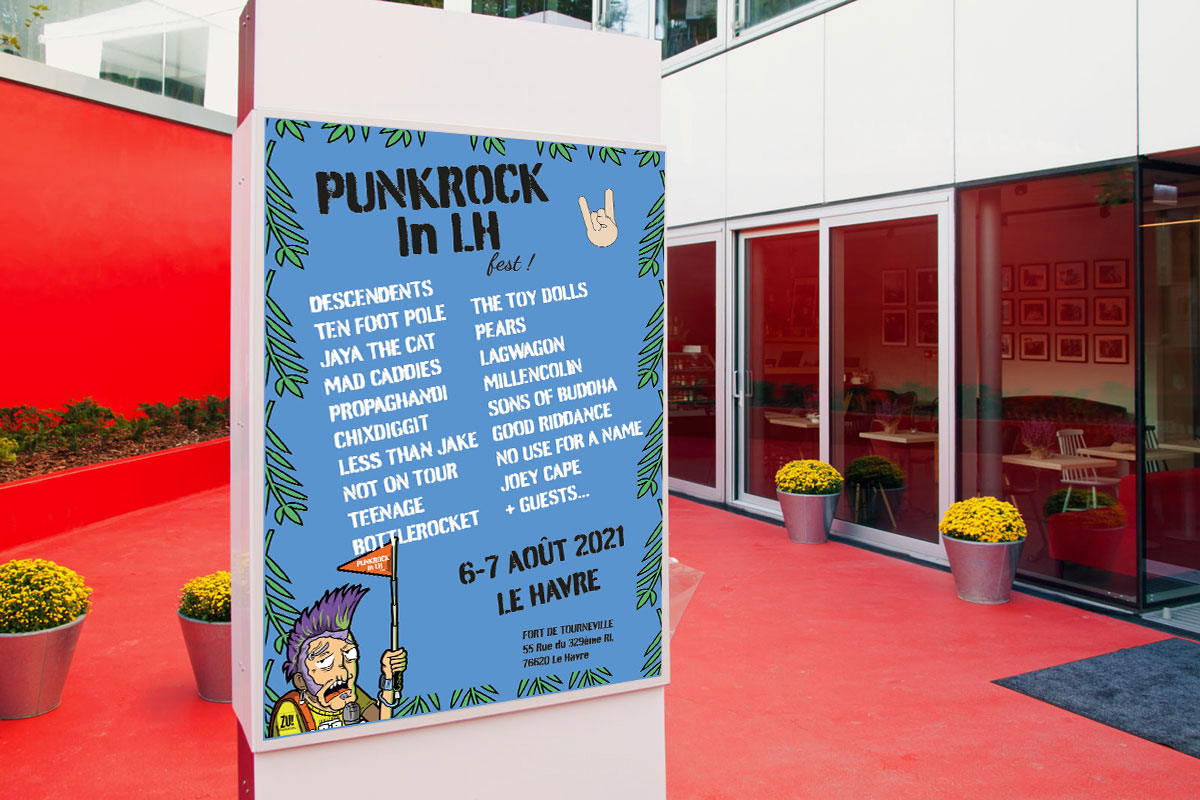 PUNKROCK
In LH
fest !
DESCENDENTS
TEN FOOT POLE
JAYA THE CAT
MAD CADDIES
PROPAGHANDI
CHIXDIGGIT
LESS THAN JAKE
NOT ON TOUR
TEENAGE
BOTTLEROCKET
THE TOY DOLLS
PEARS
LAGWAGON
MILLENCOLIN
SONS OF BUDDHA
GOOD RIDDANCE
NO USE FOR A NAME
JOEY CAPE
+ GUESTS...
6-7 AOÛT 2021
LE HAVRE
FORT DE TOURNEVILLE
55 Rue du 329ème RI.
76620 Le Havre
PUNKROCK
In LH
ZU!